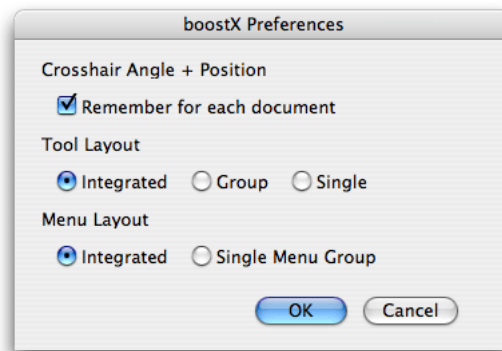 boostX Preferences
Crosshair Angle + Position
Remember for each document
Tool Layout
Integrated Group Single
Menu Layout
Integrated Single Menu Group
OK Cancel